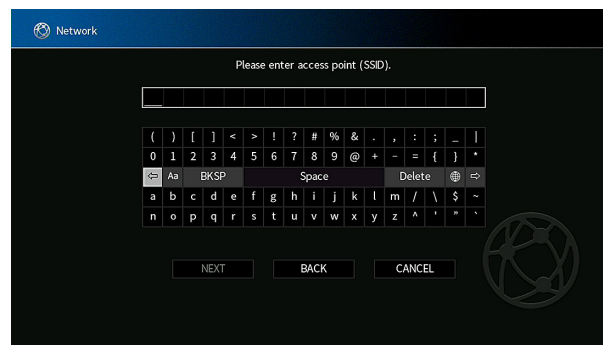 Network
Please enter access point (SSID).
( ) [ ] < > ! ? # % & . , : ; _ |
0 1 2 3 4 5 6 7 8 9 @ + - = { } *
⇦ Aa BKSP Space Delete ⇨
a b c d e f g h i j k l m / \ $ ~
n o p q r s t u v w x y z ^ ' " `
NEXT BACK CANCEL